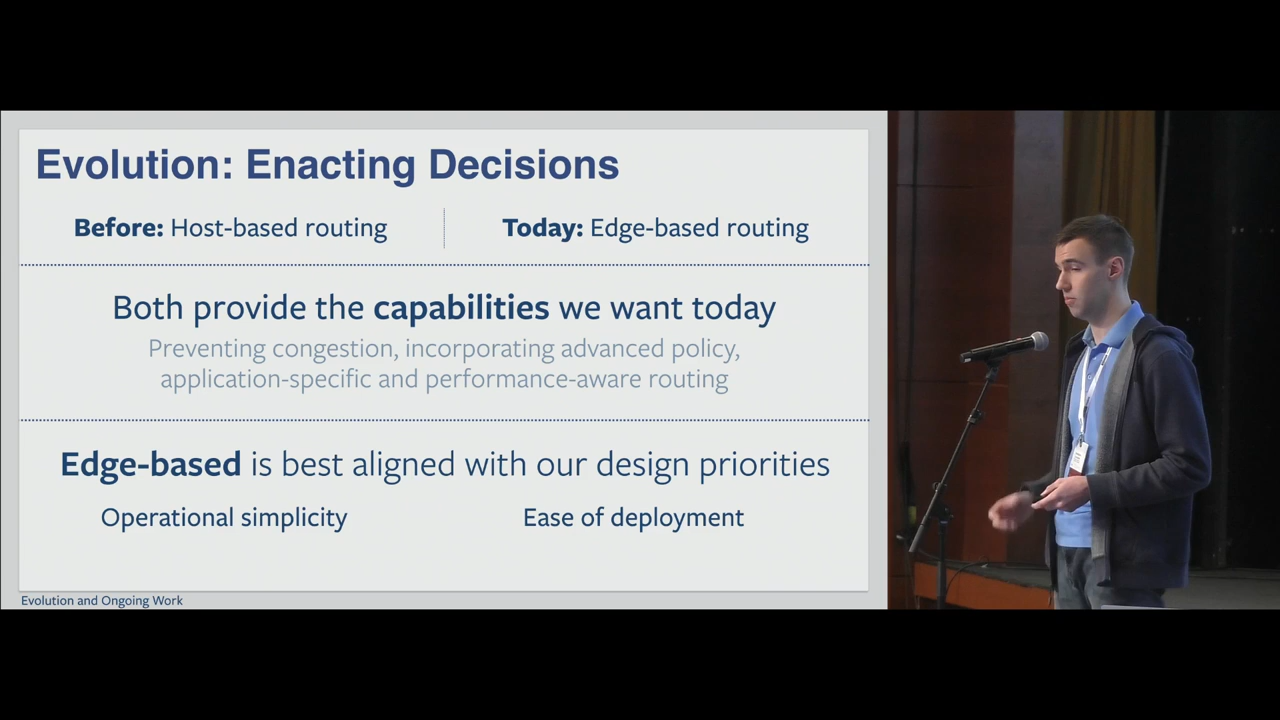 Evolution: Enacting Decisions
Before: Host-based routing
Today: Edge-based routing
Both provide the capabilities we want today
Preventing congestion, incorporating advanced policy,
application-specific and performance-aware routing
Edge-based is best aligned with our design priorities
Operational simplicity
Ease of deployment
Evolution and Ongoing Work